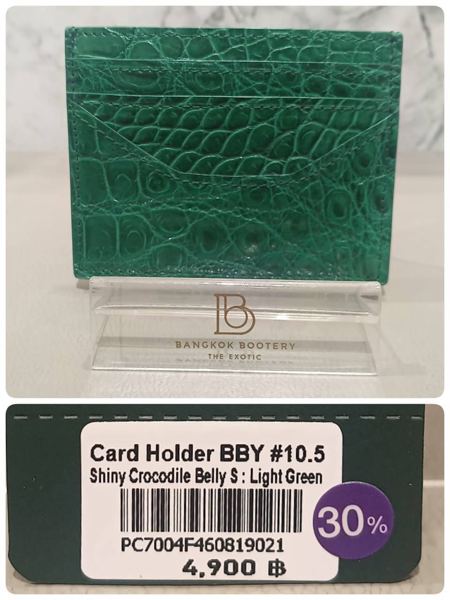 B
BANGKOK BOOTERY
THE EXOTIC
Card Holder BBY #10.5
Shiny Crocodile Belly S : Light Green
PC7004F460819021
4,900 ฿
30%